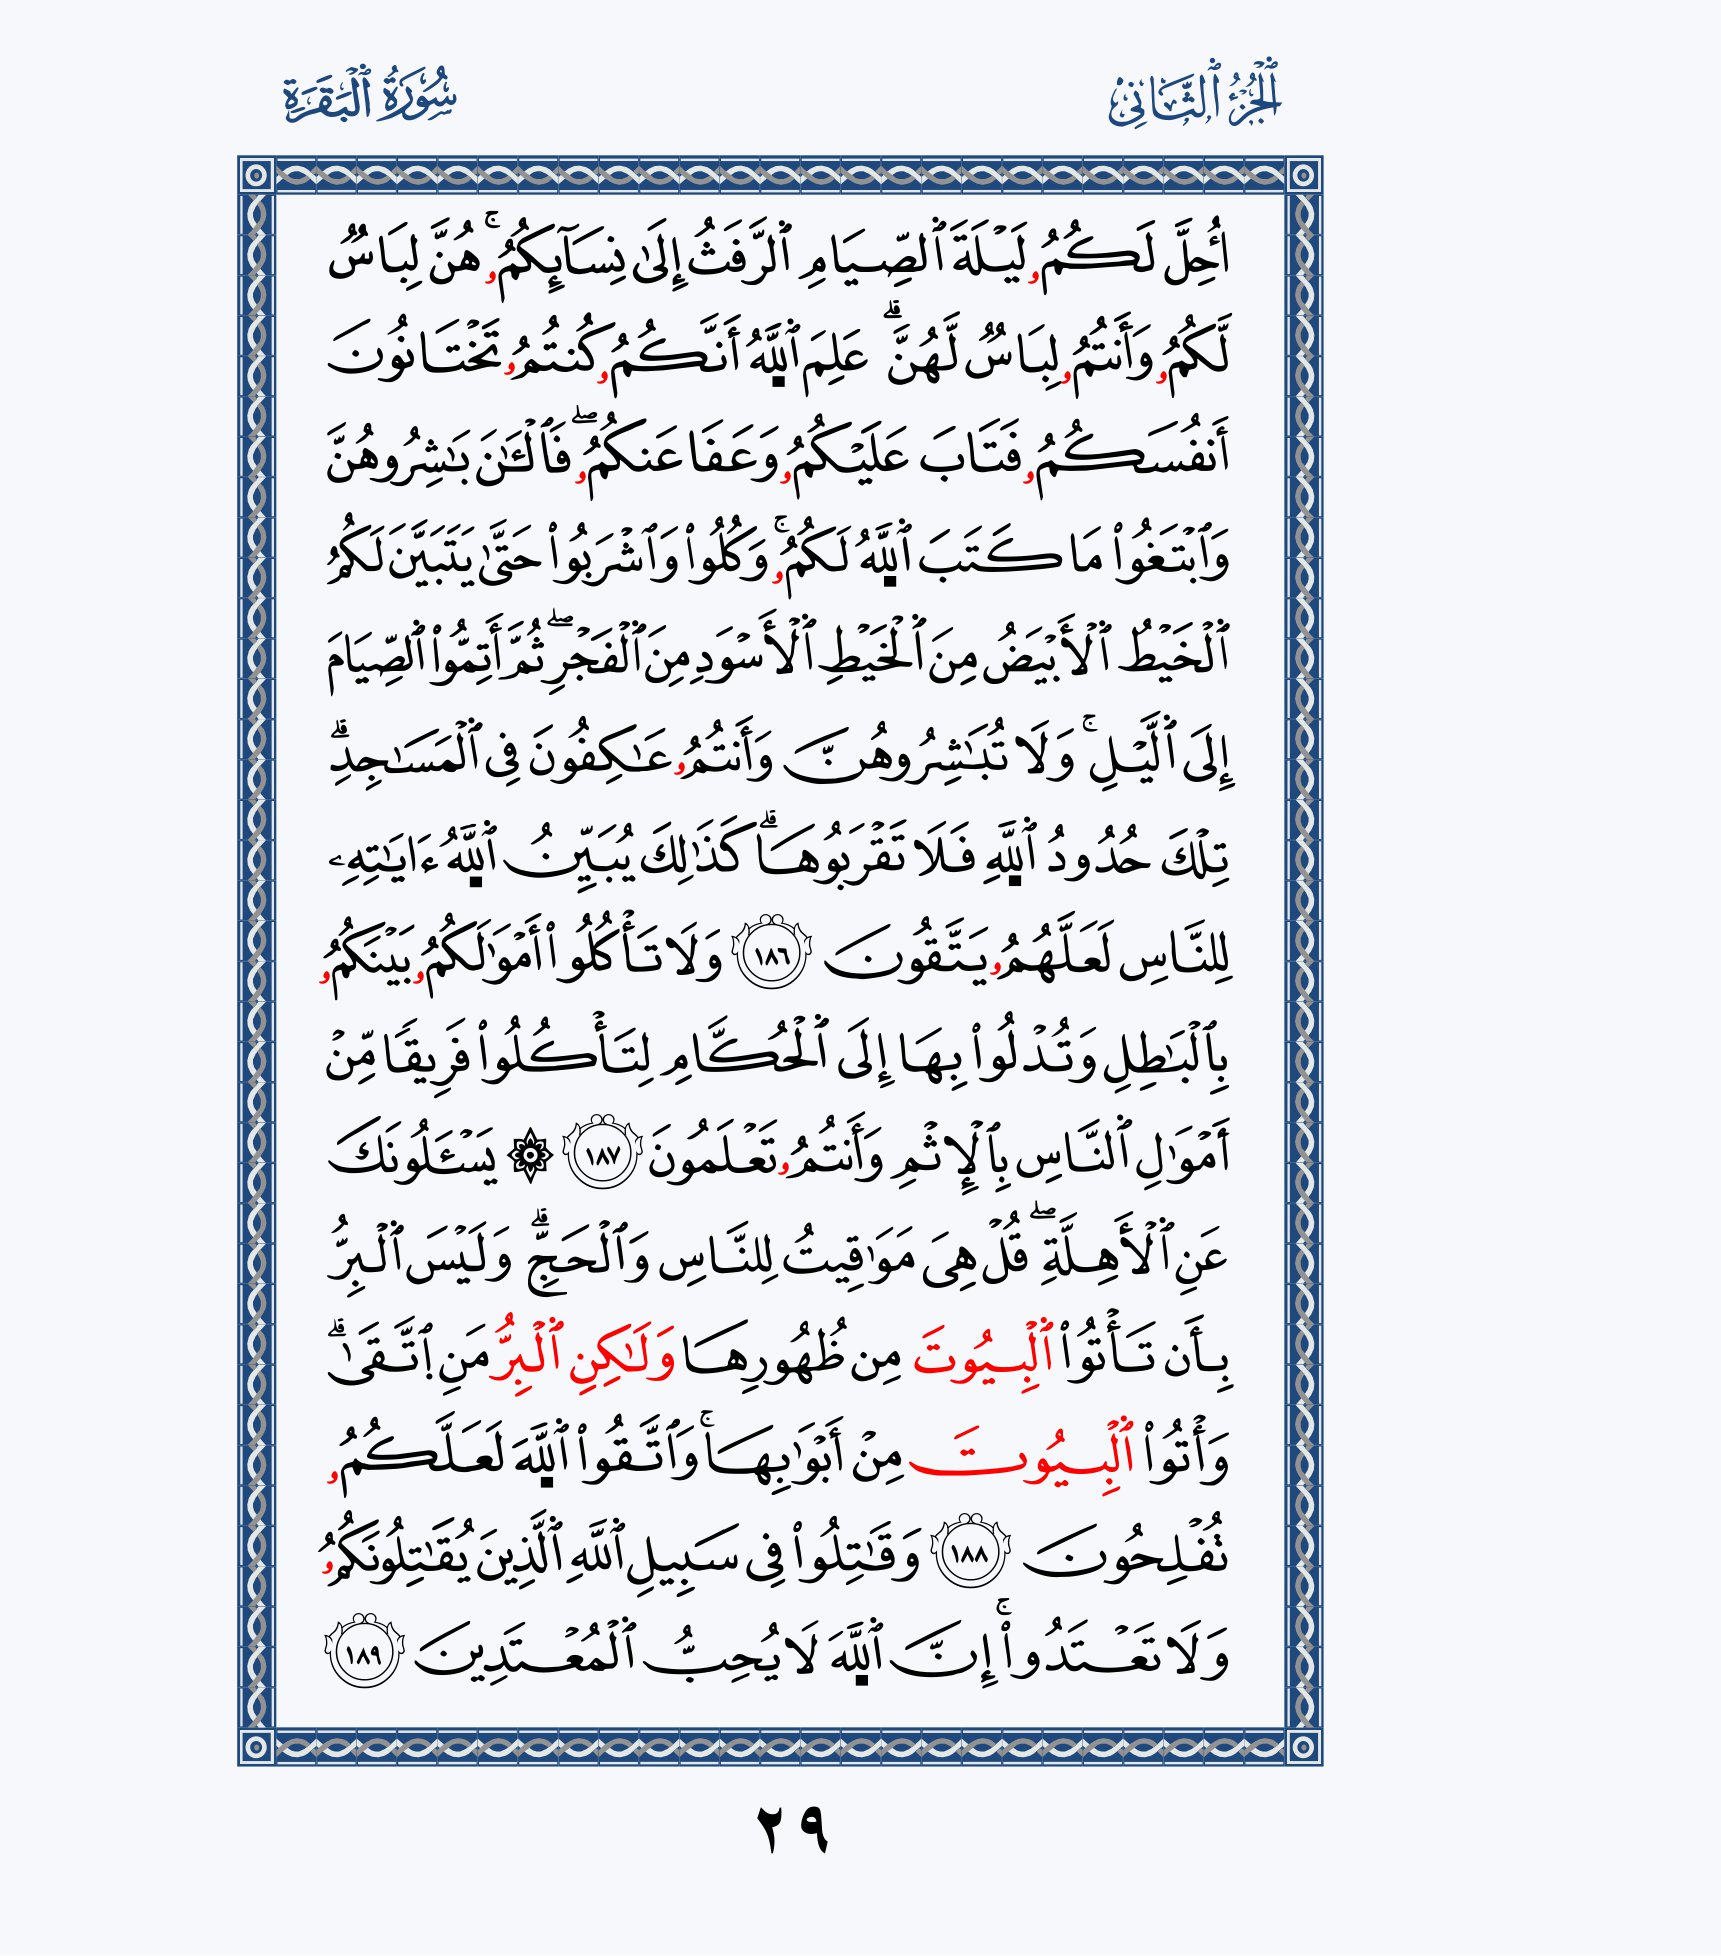 ٱلْجُزْءُ ٱلثَّانِي
سُورَةُ ٱلْبَقَرَةِ
أُحِلَّ لَكُمُۥ لَيْلَةَ ٱلصِّيَامِ ٱلرَّفَثُ إِلَىٰ نِسَآئِكُمُۥۚ هُنَّ لِبَاسٌ
لَّكُمُۥ وَأَنتُمُۥ لِبَاسٌ لَّهُنَّۗ عَلِمَ ٱللَّهُ أَنَّكُمُۥ كُنتُمُۥ تَخْتَانُونَ
أَنفُسَكُمُۥ فَتَابَ عَلَيْكُمُۥ وَعَفَا عَنكُمُۥۖ فَٱلْـَٰٔنَ بَٰشِرُوهُنَّ
وَٱبْتَغُوا۟ مَا كَتَبَ ٱللَّهُ لَكُمُۥۚ وَكُلُوا۟ وَٱشْرَبُوا۟ حَتَّىٰ يَتَبَيَّنَ لَكُمُ
ٱلْخَيْطُ ٱلْأَبْيَضُ مِنَ ٱلْخَيْطِ ٱلْأَسْوَدِ مِنَ ٱلْفَجْرِۖ ثُمَّ أَتِمُّوا۟ ٱلصِّيَامَ
إِلَى ٱلَّيْلِۚ وَلَا تُبَٰشِرُوهُنَّ وَأَنتُمُۥ عَٰكِفُونَ فِي ٱلْمَسَٰجِدِۗ
تِلْكَ حُدُودُ ٱللَّهِ فَلَا تَقْرَبُوهَاۗ كَذَٰلِكَ يُبَيِّنُ ٱللَّهُ ءَايَٰتِهِۦ
لِلنَّاسِ لَعَلَّهُمُۥ يَتَّقُونَ ١٨٦ وَلَا تَأْكُلُوا۟ أَمْوَٰلَكُمُۥ بَيْنَكُمُۥ
بِٱلْبَٰطِلِ وَتُدْلُوا۟ بِهَا إِلَى ٱلْحُكَّامِ لِتَأْكُلُوا۟ فَرِيقًا مِّنْ
أَمْوَٰلِ ٱلنَّاسِ بِٱلْإِثْمِ وَأَنتُمُۥ تَعْلَمُونَ ١٨٧ ۞ يَسْـَٔلُونَكَ
عَنِ ٱلْأَهِلَّةِۖ قُلْ هِيَ مَوَٰقِيتُ لِلنَّاسِ وَٱلْحَجِّۗ وَلَيْسَ ٱلْبِرُّ
بِأَن تَأْتُوا۟ ٱلْبِيُوتَ مِن ظُهُورِهَا وَلَٰكِنِ ٱلْبِرُّ مَنِ ٱتَّقَىٰۗ
وَأْتُوا۟ ٱلْبِيُوتَ مِنْ أَبْوَٰبِهَاۚ وَٱتَّقُوا۟ ٱللَّهَ لَعَلَّكُمُۥ
تُفْلِحُونَ ١٨٨ وَقَٰتِلُوا۟ فِي سَبِيلِ ٱللَّهِ ٱلَّذِينَ يُقَٰتِلُونَكُمُۥ
وَلَا تَعْتَدُوا۟ۚ إِنَّ ٱللَّهَ لَا يُحِبُّ ٱلْمُعْتَدِينَ ١٨٩
٢٩